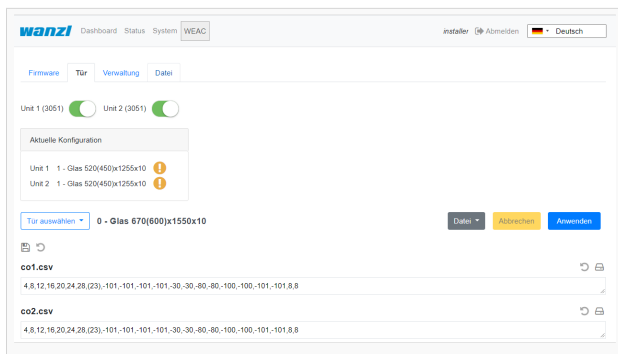 wanzl Dashboard Status System WEAC installer Abmelden Deutsch
Firmware Tür Verwaltung Datei
Unit 1 (3051) Unit 2 (3051)
Aktuelle Konfiguration
Unit 1 1 - Glas 520(450)x1255x10
Unit 2 1 - Glas 520(450)x1255x10
Tür auswählen 0 - Glas 670(600)x1550x10 Datei Abbrechen Anwenden
co1.csv
4,8,12,16,20,24,28,(23),-101,-101,-101,-101,-30,-30,-80,-80,-100,-100,-101,-101,8,8
co2.csv
4,8,12,16,20,24,28,(23),-101,-101,-101,-101,-30,-30,-80,-80,-100,-100,-101,-101,8,8